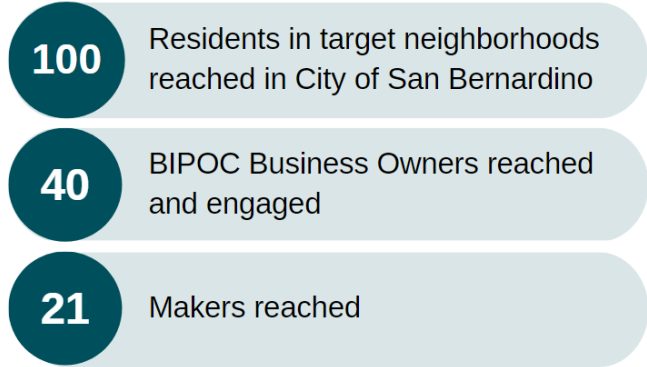 100
Residents in target neighborhoods
reached in City of San Bernardino
40
BIPOC Business Owners reached
and engaged
21
Makers reached